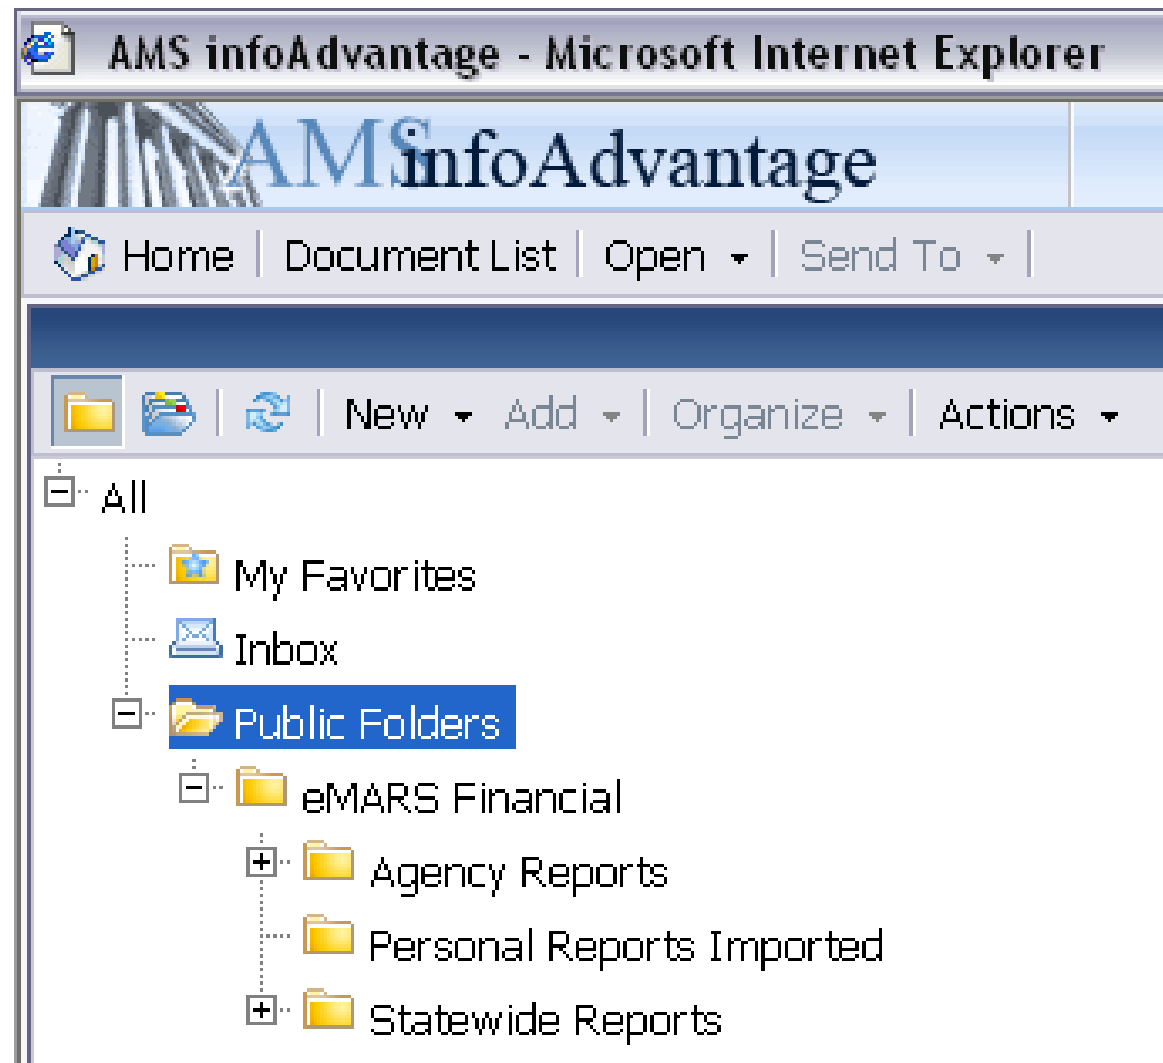 AMS infoAdvantage - Microsoft Internet Explorer
AMS infoAdvantage
Home Document List Open Send To
New Add Organize Actions
All
My Favorites
Inbox
Public Folders
eMARS Financial
Agency Reports
Personal Reports Imported
Statewide Reports